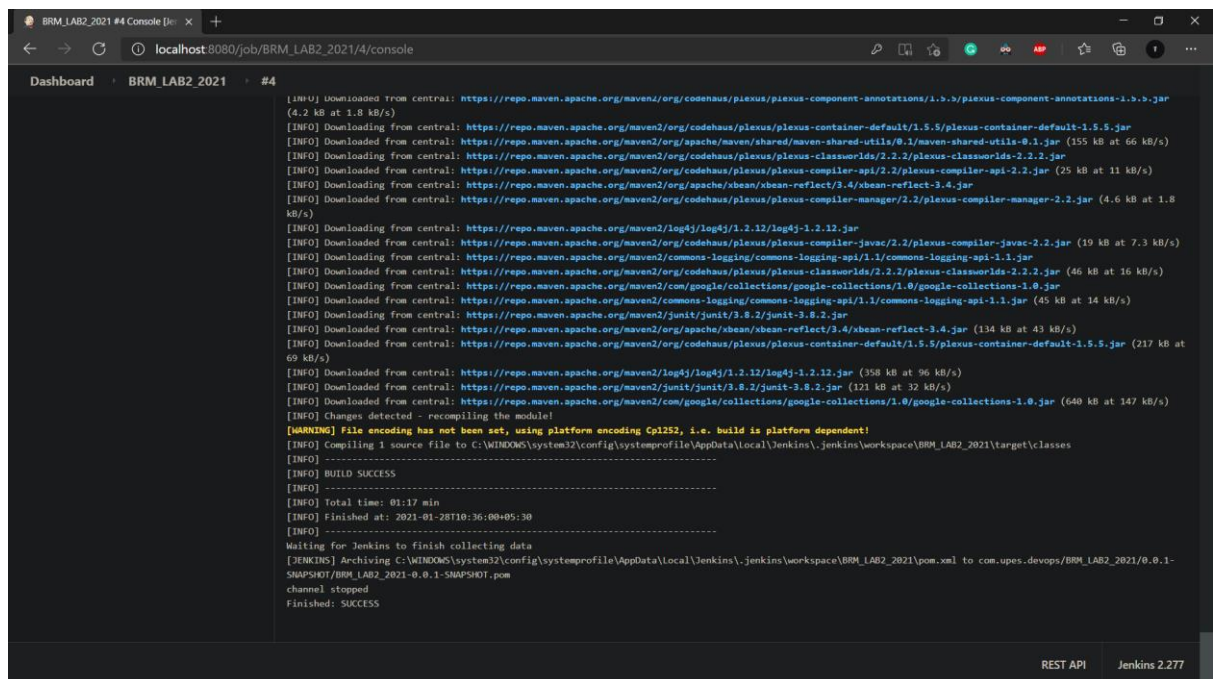 BRM_LAB2_2021 #4 Console [Je
localhost:8080/job/BRM_LAB2_2021/4/console
ABP
Dashboard BRM_LAB2_2021 #4
[INFO] Downloaded from central: https://repo.maven.apache.org/maven2/org/codehaus/plexus/plexus-component-annotations/1.5.5/plexus-component-annotations-1.5.5.jar
(4.2 kB at 1.8 kB/s)
[INFO] Downloading from central: https://repo.maven.apache.org/maven2/org/codehaus/plexus/plexus-container-default/1.5.5/plexus-container-default-1.5.5.jar
[INFO] Downloaded from central: https://repo.maven.apache.org/maven2/org/apache/maven/shared/maven-shared-utils/0.1/maven-shared-utils-0.1.jar (155 kB at 66 kB/s)
[INFO] Downloading from central: https://repo.maven.apache.org/maven2/org/codehaus/plexus/plexus-classworlds/2.2.2/plexus-classworlds-2.2.2.jar
[INFO] Downloaded from central: https://repo.maven.apache.org/maven2/org/codehaus/plexus/plexus-compiler-api/2.2/plexus-compiler-api-2.2.jar (25 kB at 11 kB/s)
[INFO] Downloading from central: https://repo.maven.apache.org/maven2/org/apache/xbean/xbean-reflect/3.4/xbean-reflect-3.4.jar
[INFO] Downloaded from central: https://repo.maven.apache.org/maven2/org/codehaus/plexus/plexus-compiler-manager/2.2/plexus-compiler-manager-2.2.jar (4.6 kB at 1.8
kB/s)
[INFO] Downloading from central: https://repo.maven.apache.org/maven2/log4j/log4j/1.2.12/log4j-1.2.12.jar
[INFO] Downloaded from central: https://repo.maven.apache.org/maven2/org/codehaus/plexus/plexus-compiler-javac/2.2/plexus-compiler-javac-2.2.jar (19 kB at 7.3 kB/s)
[INFO] Downloading from central: https://repo.maven.apache.org/maven2/commons-logging/commons-logging-api/1.1/commons-logging-api-1.1.jar
[INFO] Downloaded from central: https://repo.maven.apache.org/maven2/org/codehaus/plexus/plexus-classworlds/2.2.2/plexus-classworlds-2.2.2.jar (46 kB at 16 kB/s)
[INFO] Downloading from central: https://repo.maven.apache.org/maven2/com/google/collections/google-collections/1.0/google-collections-1.0.jar
[INFO] Downloaded from central: https://repo.maven.apache.org/maven2/commons-logging/commons-logging-api/1.1/commons-logging-api-1.1.jar (45 kB at 14 kB/s)
[INFO] Downloading from central: https://repo.maven.apache.org/maven2/junit/junit/3.8.2/junit-3.8.2.jar
[INFO] Downloaded from central: https://repo.maven.apache.org/maven2/org/apache/xbean/xbean-reflect/3.4/xbean-reflect-3.4.jar (134 kB at 43 kB/s)
[INFO] Downloaded from central: https://repo.maven.apache.org/maven2/org/codehaus/plexus/plexus-container-default/1.5.5/plexus-container-default-1.5.5.jar (217 kB at
69 kB/s)
[INFO] Downloaded from central: https://repo.maven.apache.org/maven2/log4j/log4j/1.2.12/log4j-1.2.12.jar (358 kB at 96 kB/s)
[INFO] Downloaded from central: https://repo.maven.apache.org/maven2/junit/junit/3.8.2/junit-3.8.2.jar (121 kB at 32 kB/s)
[INFO] Downloaded from central: https://repo.maven.apache.org/maven2/com/google/collections/google-collections/1.0/google-collections-1.0.jar (640 kB at 147 kB/s)
[INFO] Changes detected - recompiling the module!
[WARNING] File encoding has not been set, using platform encoding Cp1252, i.e. build is platform dependent!
[INFO] Compiling 1 source file to C:\WINDOWS\system32\config\systemprofile\AppData\Local\Jenkins\.jenkins\workspace\BRM_LAB2_2021\target\classes
[INFO] ------------------------------------------------------------------------
[INFO] BUILD SUCCESS
[INFO] ------------------------------------------------------------------------
[INFO] Total time: 01:17 min
[INFO] Finished at: 2021-01-28T10:36:00+05:30
[INFO] ------------------------------------------------------------------------
Waiting for Jenkins to finish collecting data
[JENKINS] Archiving C:\WINDOWS\system32\config\systemprofile\AppData\Local\Jenkins\.jenkins\workspace\BRM_LAB2_2021\pom.xml to com.upes.devops/BRM_LAB2_2021/0.0.1-
SNAPSHOT/BRM_LAB2_2021-0.0.1-SNAPSHOT.pom
channel stopped
Finished: SUCCESS
REST API Jenkins 2.277